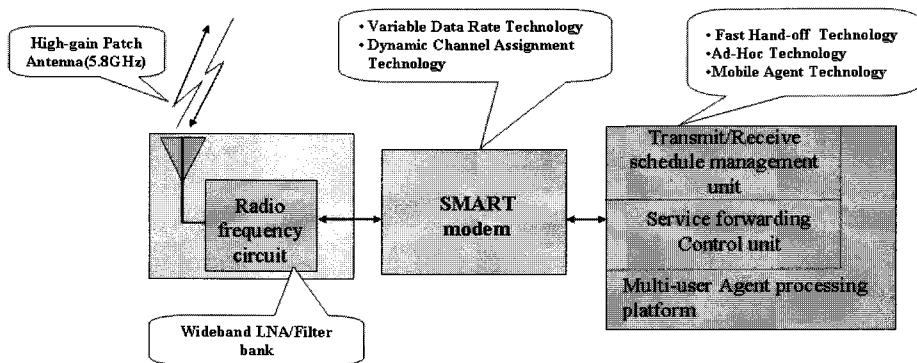 High-gain Patch
Antenna(5.8GHz)
• Variable Data Rate Technology
• Dynamic Channel Assignment
Technology
• Fast Hand-off Technology
• Ad-Hoc Technology
• Mobile Agent Technology
Radio
frequency
circuit
SMART
modem
Transmit/Receive
schedule management
unit
Service forwarding
Control unit
Multi-user Agent processing
platform
Wideband LNA/Filter
bank